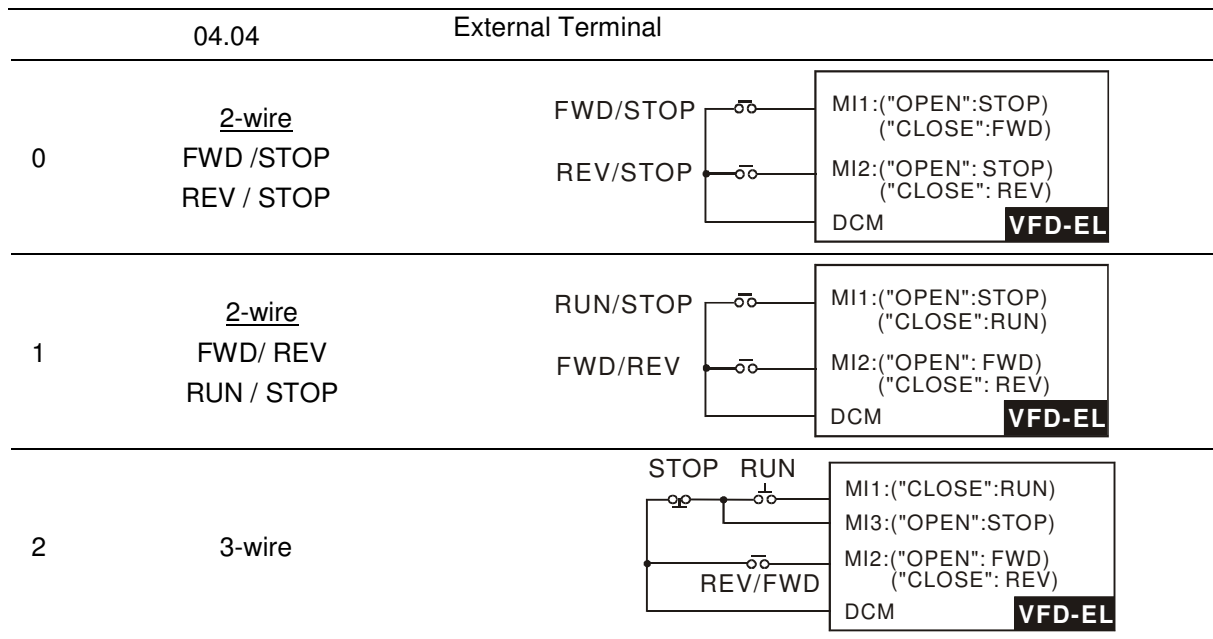 04.04 External Terminal
0
2-wire
FWD /STOP
REV / STOP
FWD/STOP
REV/STOP
MI1:("OPEN":STOP)
("CLOSE":FWD)
MI2:("OPEN": STOP)
("CLOSE": REV)
DCM
VFD-EL
1
2-wire
FWD/ REV
RUN / STOP
RUN/STOP
FWD/REV
MI1:("OPEN":STOP)
("CLOSE":RUN)
MI2:("OPEN": FWD)
("CLOSE": REV)
DCM
VFD-EL
2
3-wire
STOP RUN
REV/FWD
MI1:("CLOSE":RUN)
MI3:("OPEN":STOP)
MI2:("OPEN": FWD)
("CLOSE": REV)
DCM
VFD-EL